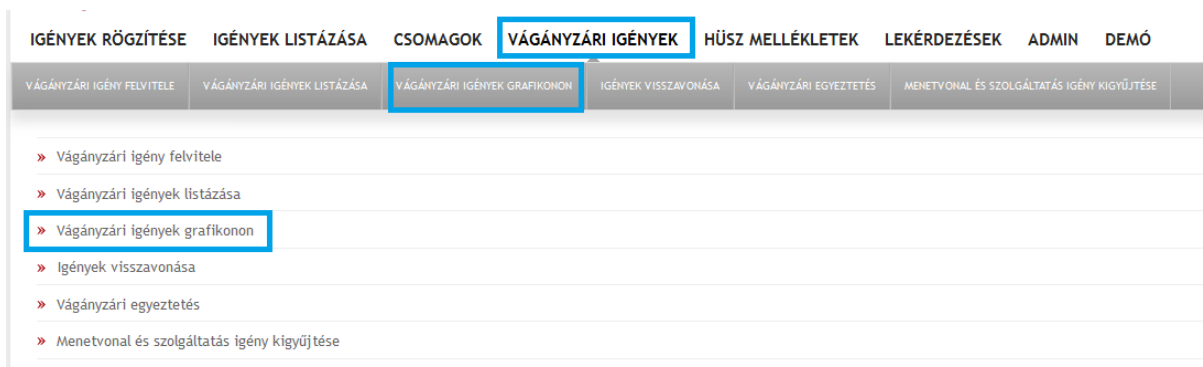 IGÉNYEK RÖGZÍTÉSE IGÉNYEK LISTÁZÁSA CSOMAGOK VÁGÁNYZÁRI IGÉNYEK HÜSZ MELLÉKLETEK LEKÉRDEZÉSEK ADMIN DEMÓ
VÁGÁNYZÁRI IGÉNY FELVITELE VÁGÁNYZÁRI IGÉNYEK LISTÁZÁSA VÁGÁNYZÁRI IGÉNYEK GRAFIKONON IGÉNYEK VISSZAVONÁSA VÁGÁNYZÁRI EGYEZTETÉS MENETVONAL ÉS SZOLGÁLTATÁS IGÉNY KIGYŰJTÉSE
» Vágányzári igény felvitele
» Vágányzári igények listázása
» Vágányzári igények grafikonon
» Igények visszavonása
» Vágányzári egyeztetés
» Menetvonal és szolgáltatás igény kigyűjtése